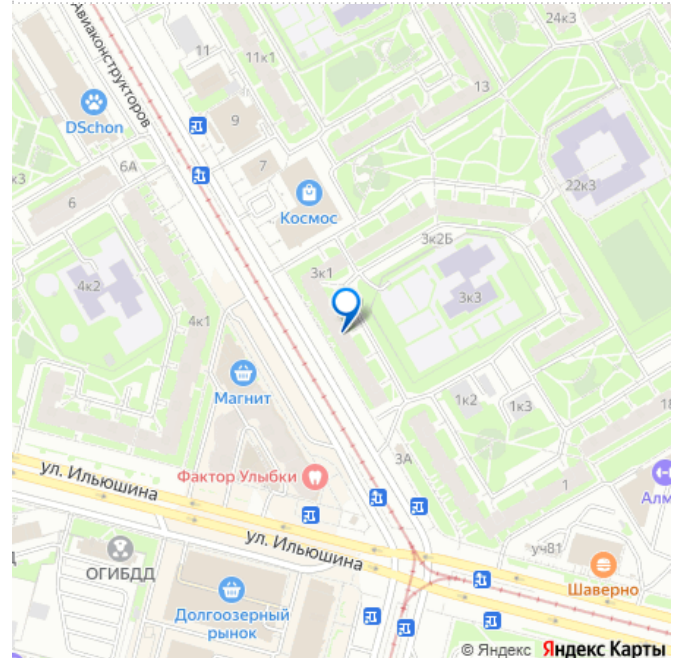 24к3
11
11к1
13
Авиаконструкторов
DSchon
9
6А
7
22к3
6
Космос
3к2Б
3к1
4к2
3к3
4к1
Магнит
1к2
1к3
Фактор Улыбки
3А
1
ул. Ильюшина
Алм
ул. Ильюшина
уч81
ОГИБДД
Шаверно
Долгоозерный
рынок
© Яндекс Яндекс Карты